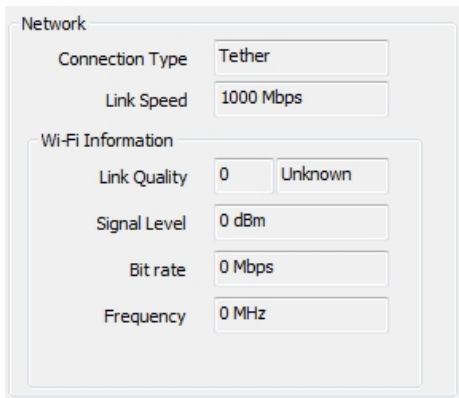 Network
Connection Type Tether
Link Speed 1000 Mbps
Wi-Fi Information
Link Quality 0 Unknown
Signal Level 0 dBm
Bit rate 0 Mbps
Frequency 0 MHz